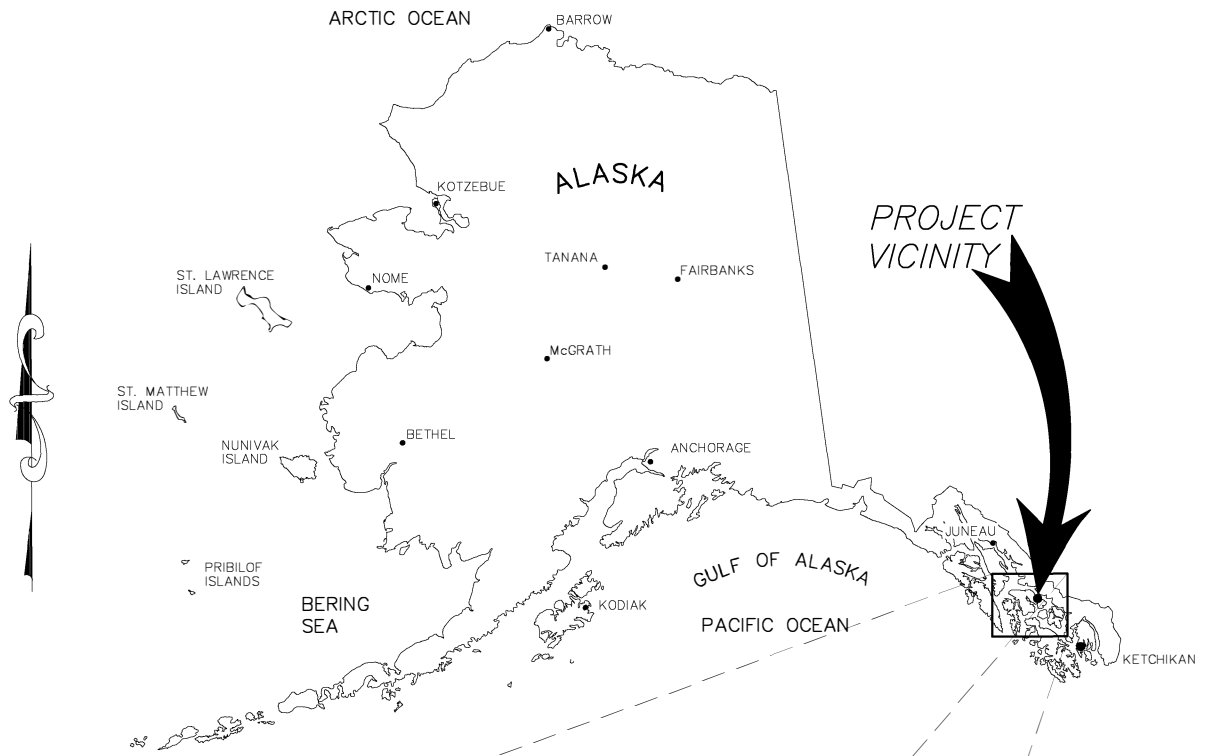 ARCTIC OCEAN
BARROW
KOTZEBUE
ALASKA
PROJECT
VICINITY
TANANA
FAIRBANKS
ST. LAWRENCE
ISLAND
NOME
McGRATH
ST. MATTHEW
ISLAND
BETHEL
NUNIVAK
ISLAND
ANCHORAGE
JUNEAU
PRIBILOF
ISLANDS
GULF OF ALASKA
BERING
SEA
KODIAK
PACIFIC OCEAN
KETCHIKAN